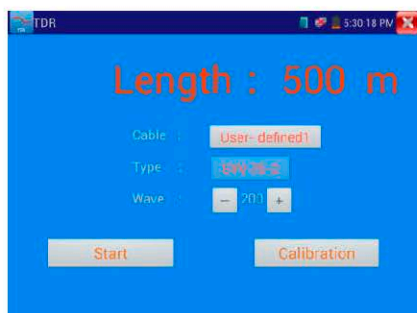 TDR 5:30:18 PM
Length : 500 m
Cable : User-defined1
Type :
Wave : − 200 +
Start Calibration